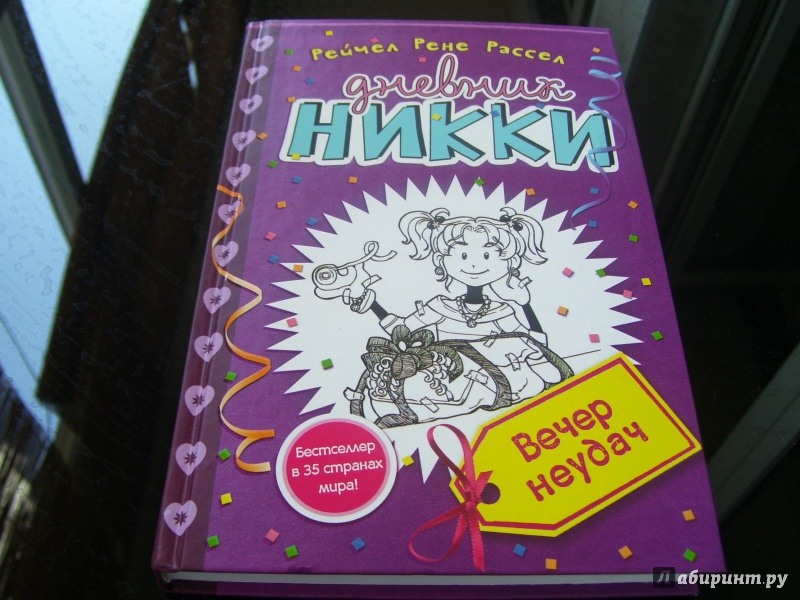 Рейчел Рене Рассел
дневник
НИККИ
Бестселлер
в 35 странах
мира!
Вечер
неудач
Лабиринт.ру